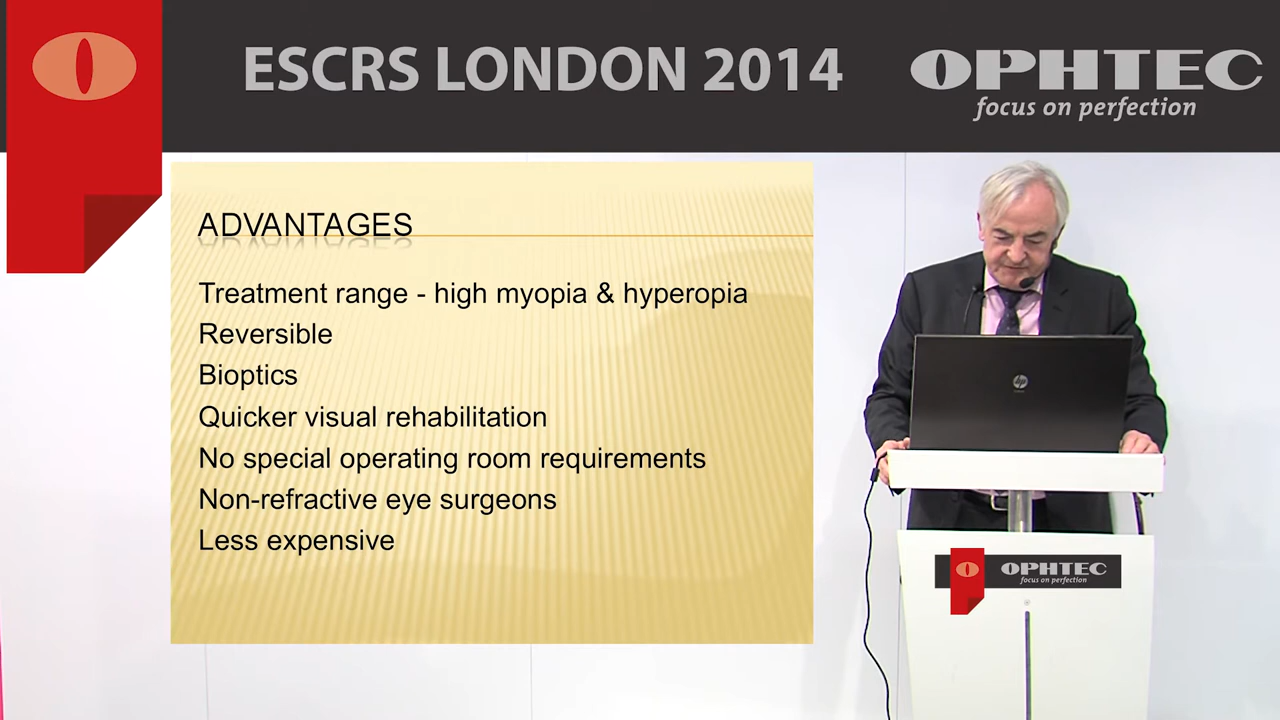 ESCRS LONDON 2014
OPHTEC
focus on perfection
ADVANTAGES
Treatment range - high myopia & hyperopia
Reversible
Bioptics
Quicker visual rehabilitation
No special operating room requirements
Non-refractive eye surgeons
Less expensive
hp
OPHTEC
focus on perfection